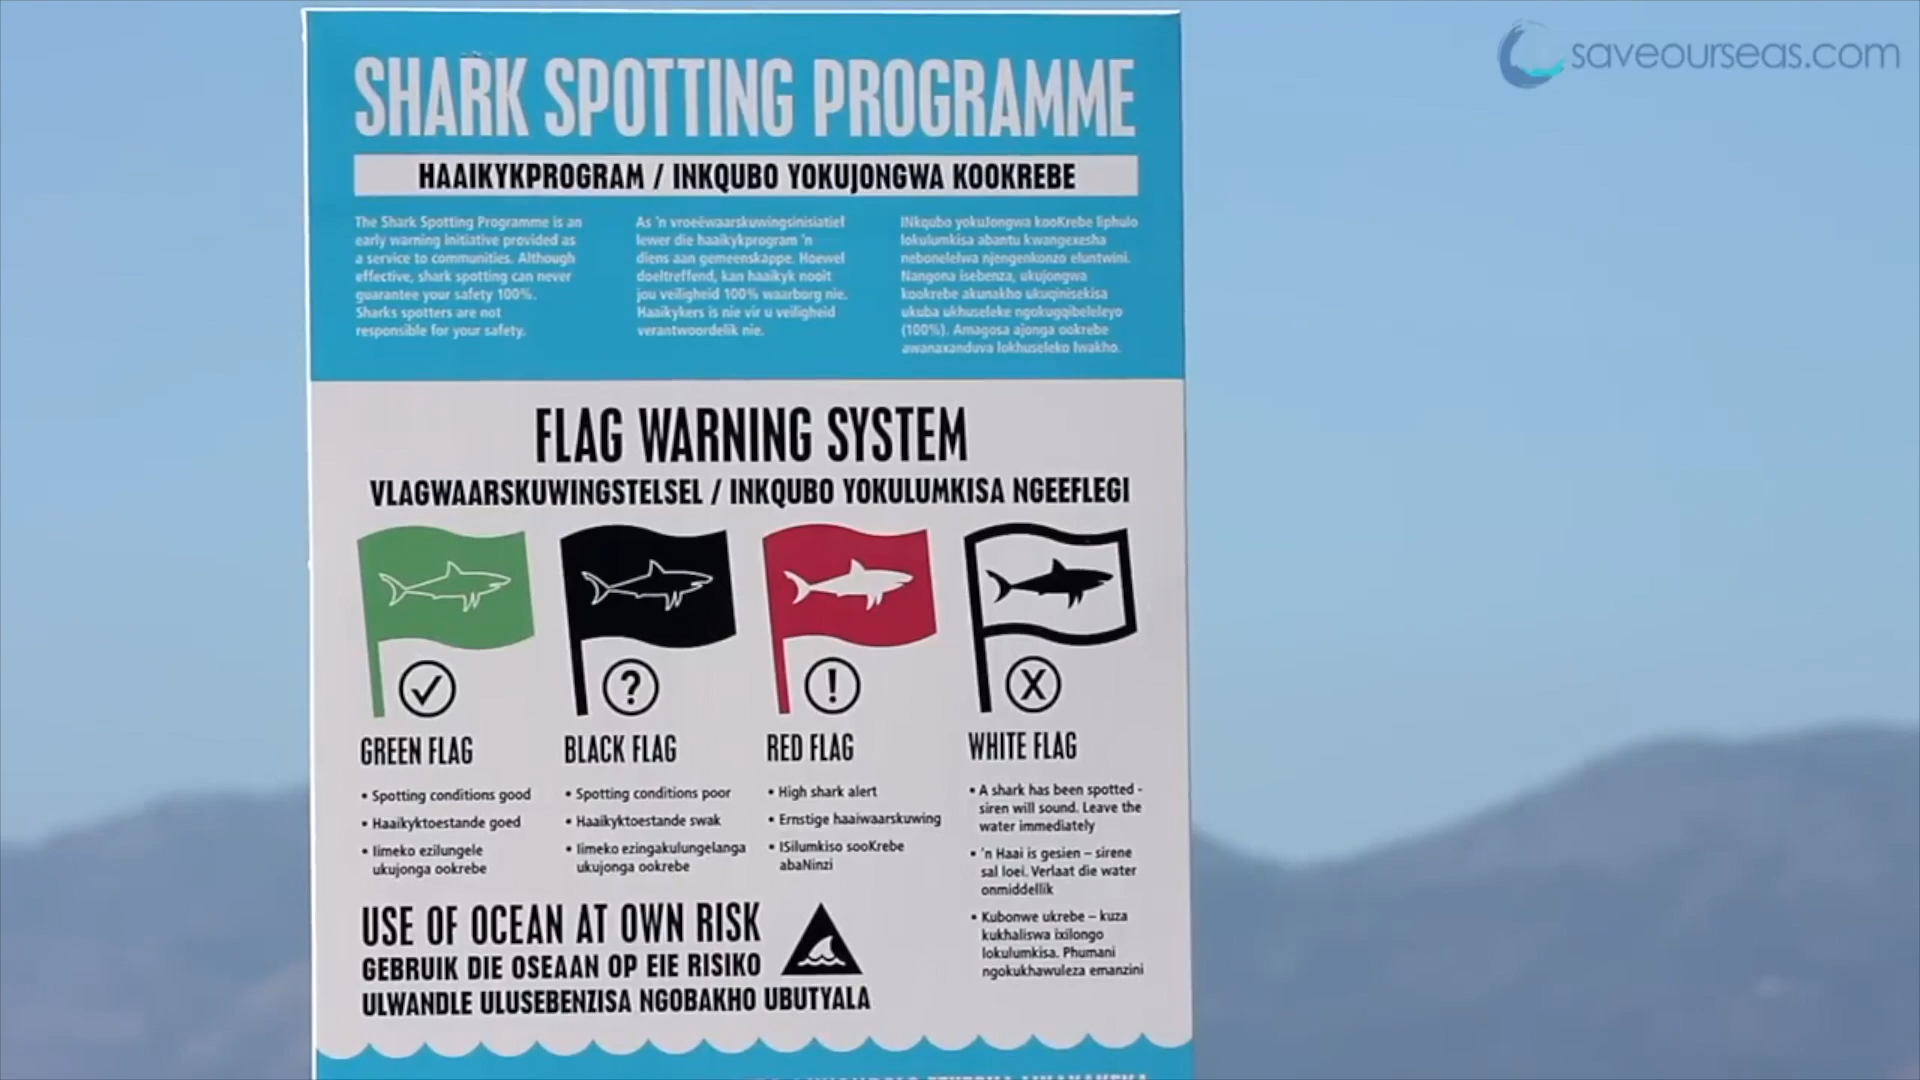 saveourseas.com
SHARK SPOTTING PROGRAMME
HAAIKYKPROGRAM / INKQUBO YOKUJONGWA KOOKREBE
The Shark Spotting Programme is an
early warning initiative provided as
a service to communities. Although
effective, shark spotting can never
guarantee your safety 100%.
Sharks spotters are not
responsible for your safety.
As 'n vroeëwaarskuwingsinisiatief
lewer die haaikykprogram 'n
diens aan gemeenskappe. Hoewel
doeltreffend, kan haaikyk nooit
jou veiligheid 100% waarborg nie.
Haaikykers is nie vir u veiligheid
verantwoordelik nie.
INkqubo yokuJongwa kooKrebe liphulo
lokulumkisa abantu kwangexesha
nebonelelwa njengenkonzo eluntwini.
Nangona isebenza, ukujongwa
kookrebe akunakho ukuqinisekisa
ukuba ukhuseleke ngokugqibeleleyo
(100%). Amagosa ajonga ookrebe
awanaxanduva lokhuseleko lwakho.
FLAG WARNING SYSTEM
VLAGWAARSKUWINGSTELSEL / INKQUBO YOKULUMKISA NGEEFLEGI
GREEN FLAG
• Spotting conditions good
• Haaikyktoestande goed
• Iimeko ezilungele
ukujonga ookrebe
BLACK FLAG
• Spotting conditions poor
• Haaikyktoestande swak
• Iimeko ezingakulungelanga
ukujonga ookrebe
RED FLAG
• High shark alert
• Ernstige haaiwaarskuwing
• ISilumkiso sooKrebe
abaNinzi
WHITE FLAG
• A shark has been spotted -
siren will sound. Leave the
water immediately
• 'n Haai is gesien – sirene
sal loei. Verlaat die water
onmiddellik
• Kubonwe ukrebe – kuza
kukhaliswa ixilongo
lokulumkisa. Phumani
ngokukhawuleza emanzini
USE OF OCEAN AT OWN RISK
GEBRUIK DIE OSEAAN OP EIE RISIKO
ULWANDLE ULUSEBENZISA NGOBAKHO UBUTYALA